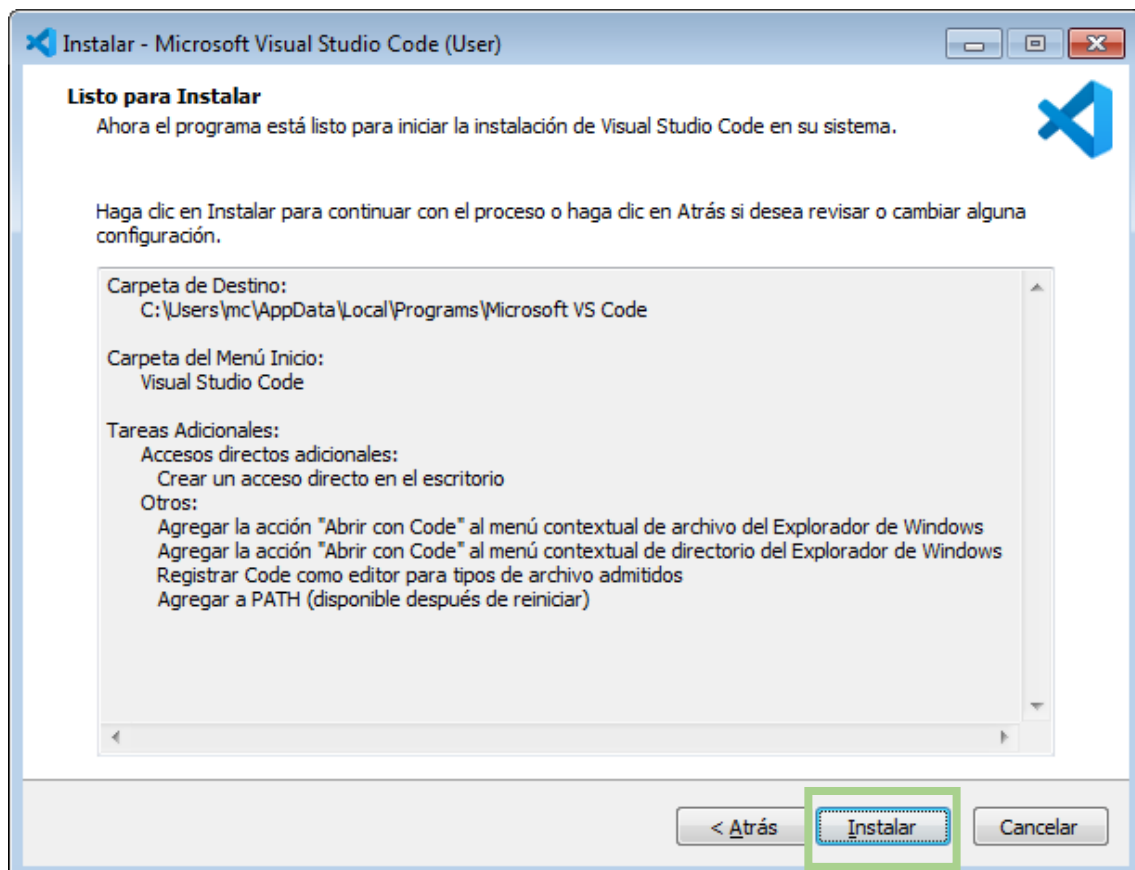 Instalar - Microsoft Visual Studio Code (User)
Listo para Instalar
Ahora el programa está listo para iniciar la instalación de Visual Studio Code en su sistema.
Haga clic en Instalar para continuar con el proceso o haga clic en Atrás si desea revisar o cambiar alguna
configuración.
Carpeta de Destino:
C:\Users\mc\AppData\Local\Programs\Microsoft VS Code
Carpeta del Menú Inicio:
Visual Studio Code
Tareas Adicionales:
Accesos directos adicionales:
Crear un acceso directo en el escritorio
Otros:
Agregar la acción "Abrir con Code" al menú contextual de archivo del Explorador de Windows
Agregar la acción "Abrir con Code" al menú contextual de directorio del Explorador de Windows
Registrar Code como editor para tipos de archivo admitidos
Agregar a PATH (disponible después de reiniciar)
< Atrás Instalar Cancelar